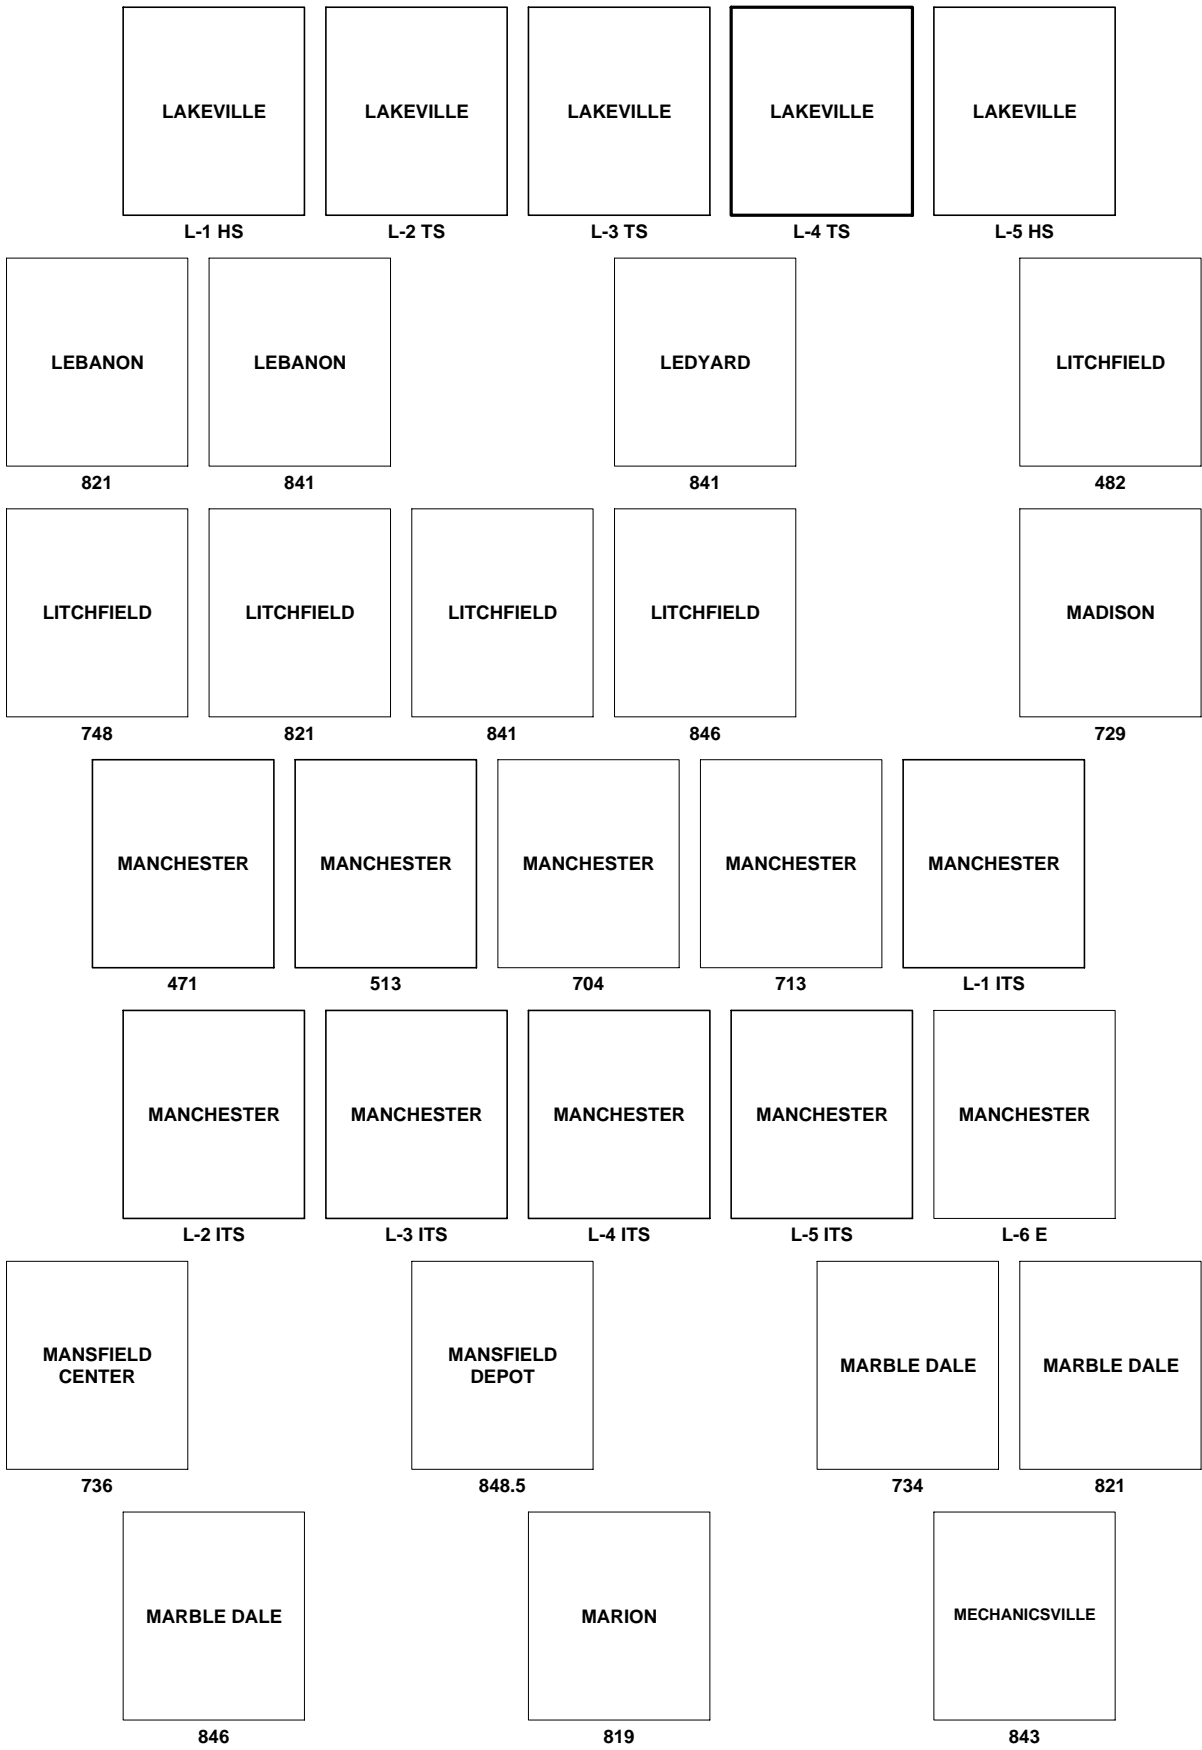 LAKEVILLE LAKEVILLE LAKEVILLE LAKEVILLE LAKEVILLE
L-1 HS L-2 TS L-3 TS L-4 TS L-5 HS
LEBANON LEBANON LEDYARD LITCHFIELD
821 841 841 482
LITCHFIELD LITCHFIELD LITCHFIELD LITCHFIELD MADISON
748 821 841 846 729
MANCHESTER MANCHESTER MANCHESTER MANCHESTER MANCHESTER
471 513 704 713 L-1 ITS
MANCHESTER MANCHESTER MANCHESTER MANCHESTER MANCHESTER
L-2 ITS L-3 ITS L-4 ITS L-5 ITS L-6 E
MANSFIELD CENTER MANSFIELD DEPOT MARBLE DALE MARBLE DALE
736 848.5 734 821
MARBLE DALE MARION MECHANICSVILLE
846 819 843